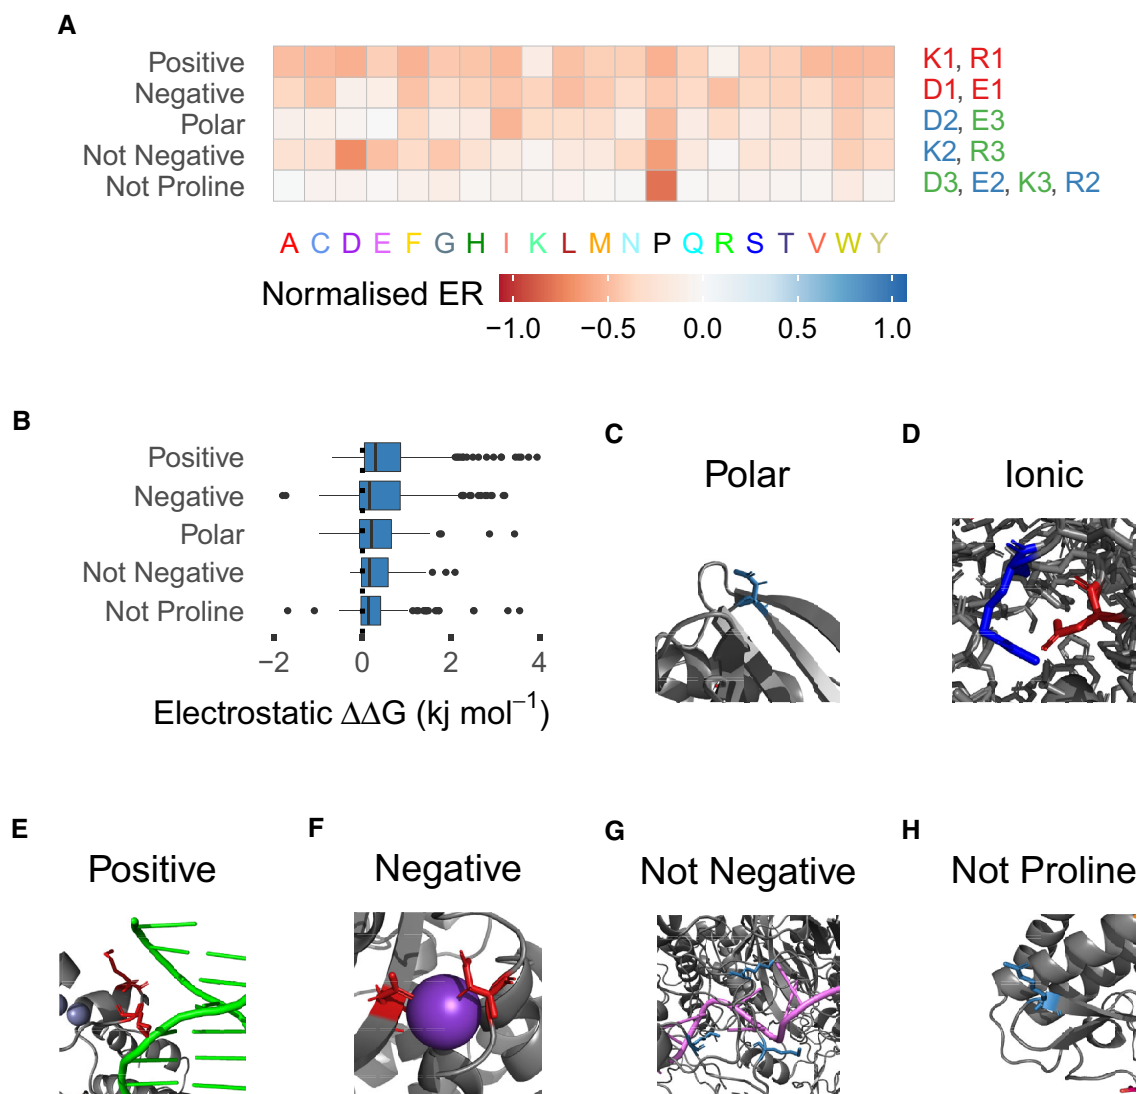 A
Positive
Negative
Polar
Not Negative
Not Proline
K1, R1
D1, E1
D2, E3
K2, R3
D3, E2, K3, R2
A C D E F G H I K L M N P Q R S T V W Y
Normalised ER
−1.0 −0.5 0.0 0.5 1.0
B
Positive
Negative
Polar
Not Negative
Not Proline
−2 0 2 4
Electrostatic ΔΔG (kj mol⁻¹)
C
Polar
D
Ionic
E
Positive
F
Negative
G
Not Negative
H
Not Proline